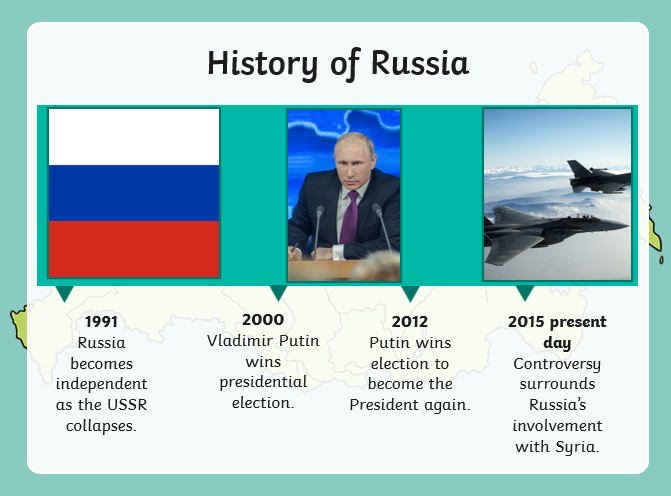 History of Russia
1991
Russia
becomes
independent
as the USSR
collapses.
2000
Vladimir Putin
wins
presidential
election.
2012
Putin wins
election to
become the
President again.
2015 present
day
Controversy
surrounds
Russia's
involvement
with Syria.